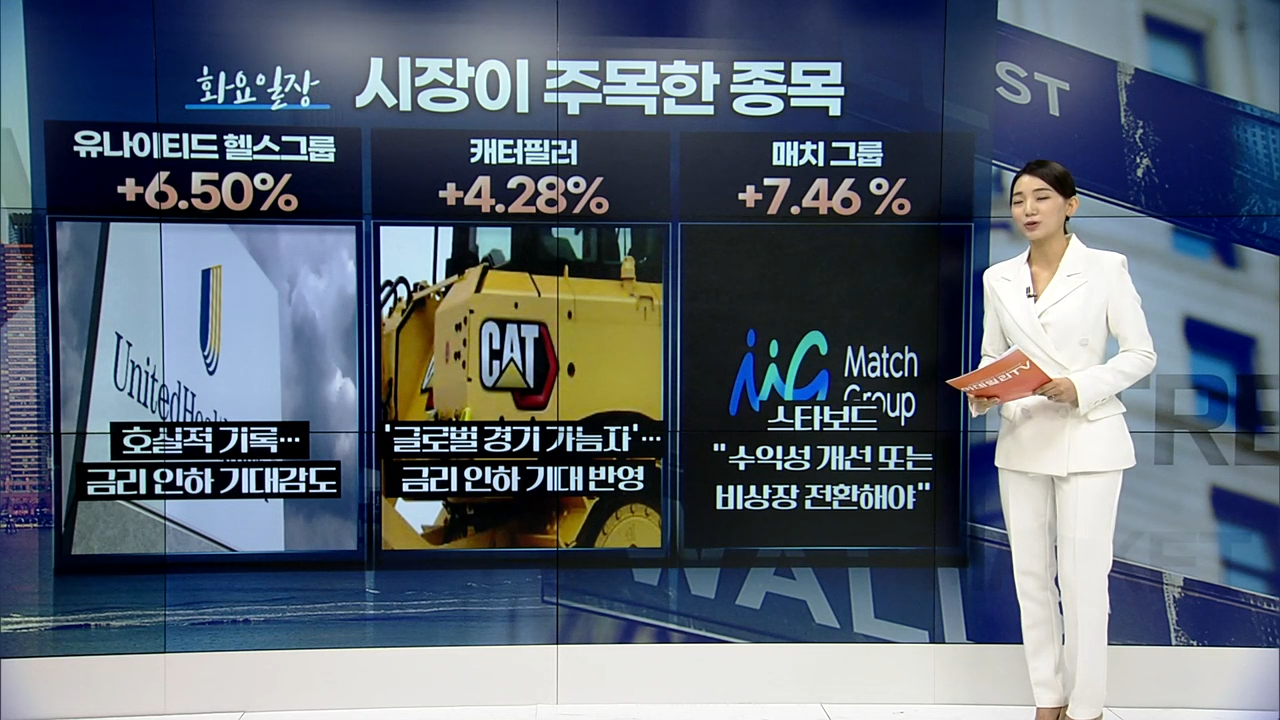 화요일장 시장이 주목한 종목
유나이티드 헬스그룹
+6.50%
캐터필러
+4.28%
매치 그룹
+7.46 %
CAT
Match
Group
호실적 기록…
금리 인하 기대감도
'글로벌 경기 가늠자'…
금리 인하 기대 반영
스타보드
"수익성 개선 또는
비상장 전환해야"
ST
WALL